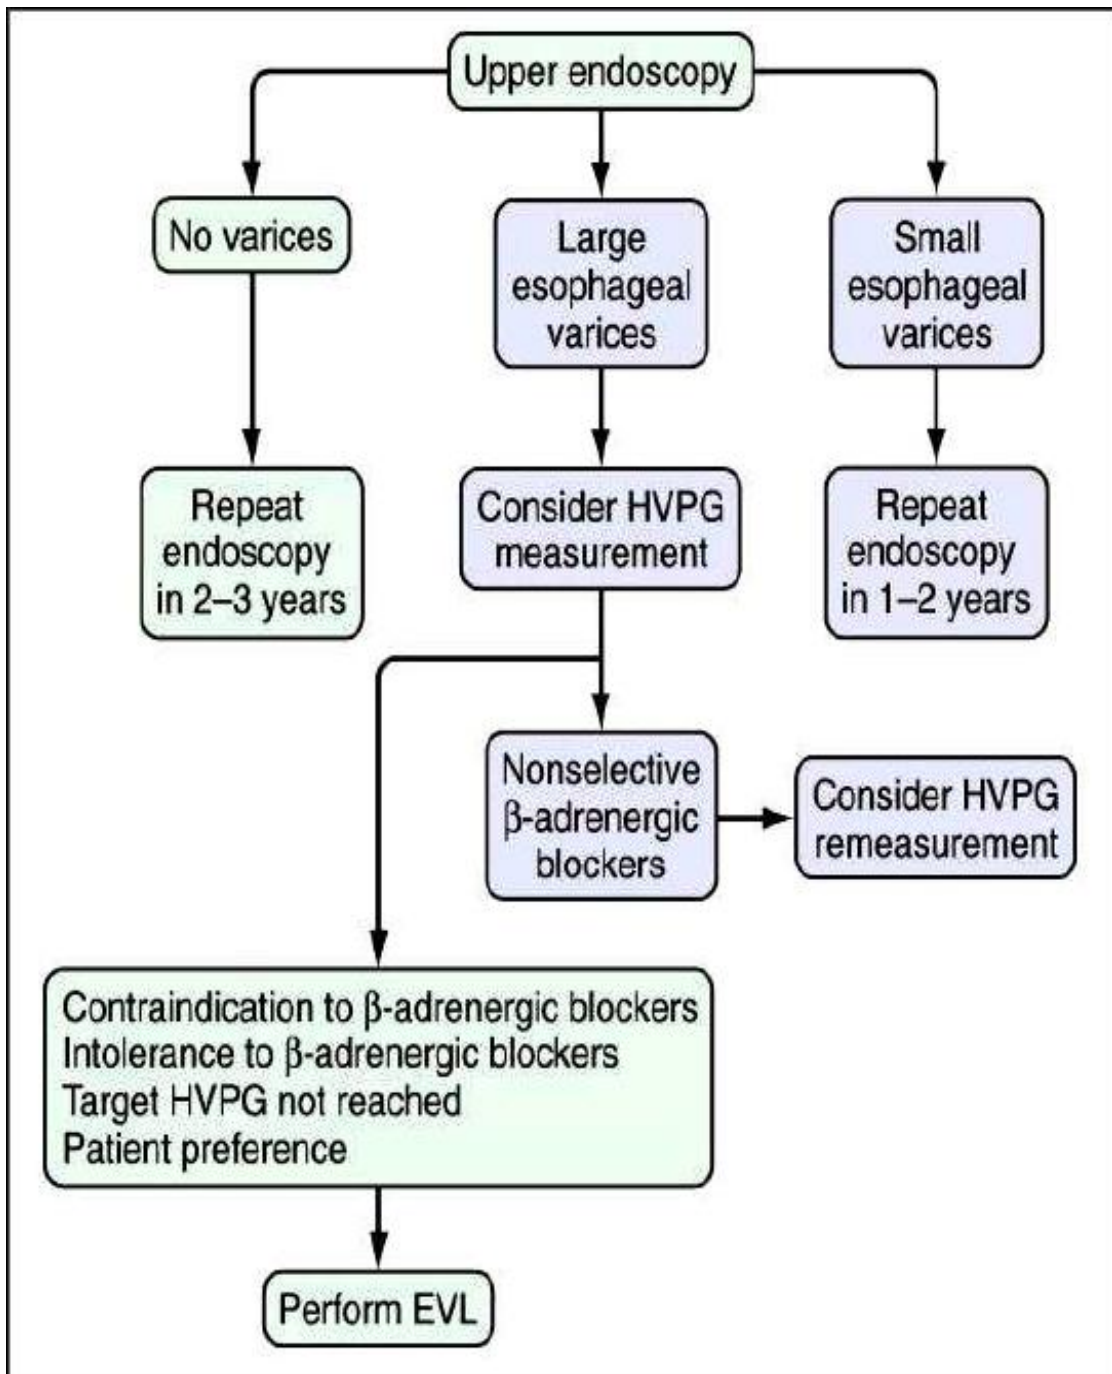 Upper endoscopy
No varices
Large
esophageal
varices
Small
esophageal
varices
Repeat
endoscopy
in 2–3 years
Consider HVPG
measurement
Repeat
endoscopy
in 1–2 years
Nonselective
β-adrenergic
blockers
Consider HVPG
remeasurement
Contraindication to β-adrenergic blockers
Intolerance to β-adrenergic blockers
Target HVPG not reached
Patient preference
Perform EVL